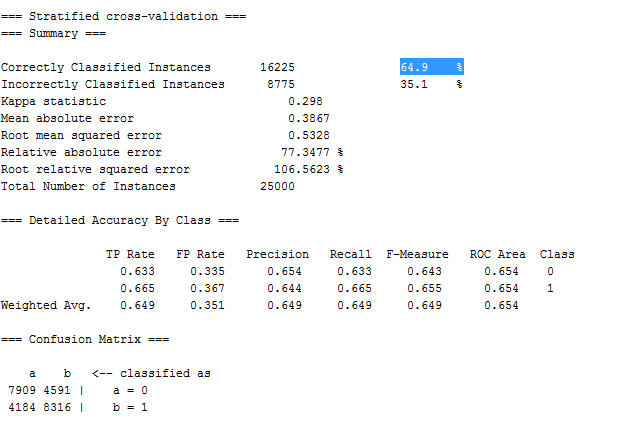 === Stratified cross-validation ===
=== Summary ===
Correctly Classified Instances 16225 64.9 %
Incorrectly Classified Instances 8775 35.1 %
Kappa statistic 0.298
Mean absolute error 0.3867
Root mean squared error 0.5328
Relative absolute error 77.3477 %
Root relative squared error 106.5623 %
Total Number of Instances 25000
=== Detailed Accuracy By Class ===
TP Rate FP Rate Precision Recall F-Measure ROC Area Class
0.633 0.335 0.654 0.633 0.643 0.654 0
0.665 0.367 0.644 0.665 0.655 0.654 1
Weighted Avg. 0.649 0.351 0.649 0.649 0.649 0.654
=== Confusion Matrix ===
a b <-- classified as
7909 4591 | a = 0
4184 8316 | b = 1